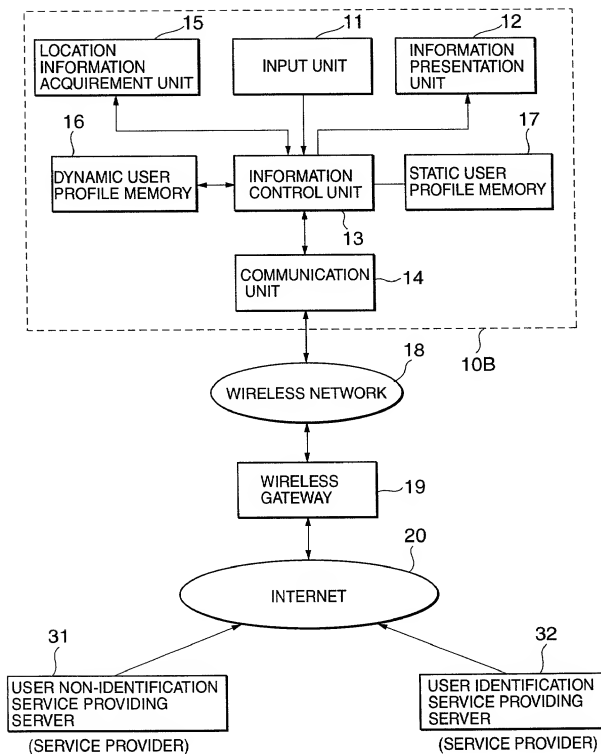 15
11
12
LOCATION
INFORMATION
ACQUIREMENT UNIT
INPUT UNIT
INFORMATION
PRESENTATION
UNIT
16
17
DYNAMIC USER
PROFILE MEMORY
INFORMATION
CONTROL UNIT
STATIC USER
PROFILE MEMORY
13
COMMUNICATION
UNIT
14
10B
18
WIRELESS NETWORK
WIRELESS
GATEWAY
19
20
INTERNET
31
32
USER NON-IDENTIFICATION
SERVICE PROVIDING
SERVER
(SERVICE PROVIDER)
USER IDENTIFICATION
SERVICE PROVIDING
SERVER
(SERVICE PROVIDER)